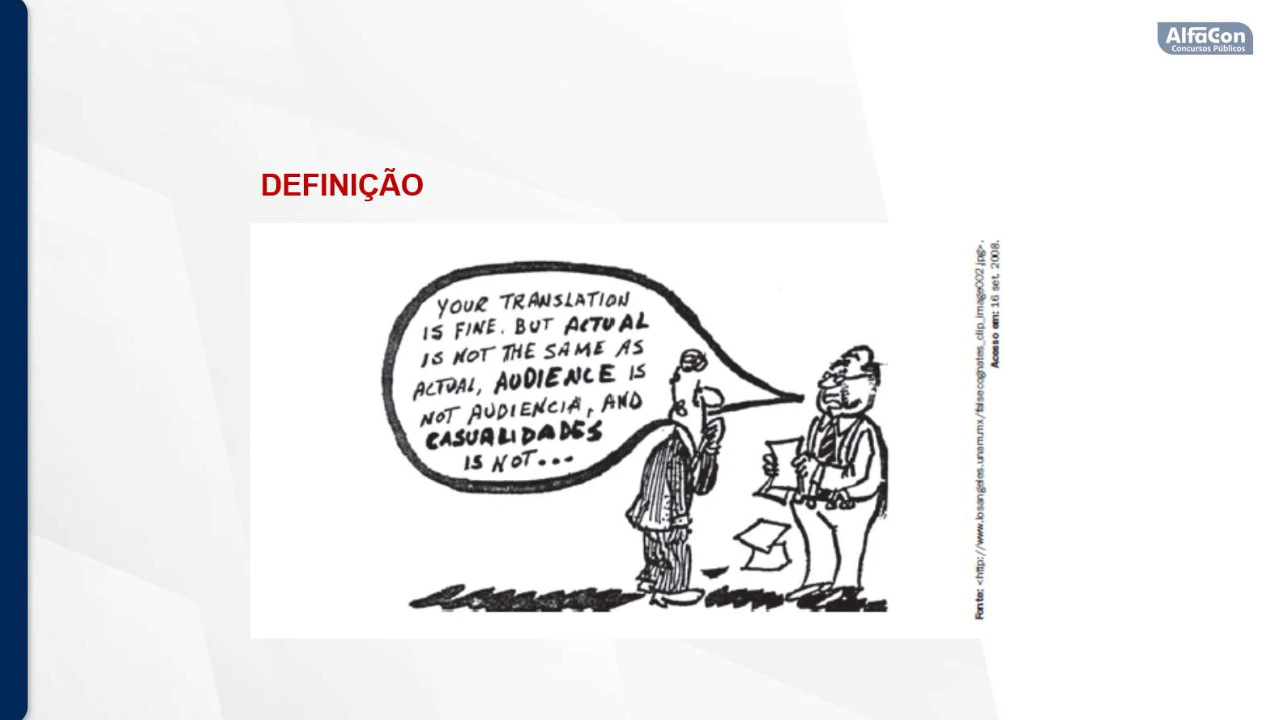 AlfaCon
Concursos Públicos
DEFINIÇÃO
YOUR TRANSLATION
IS FINE. BUT ACTUAL
IS NOT THE SAME AS
ACTUAL, AUDIENCE IS
NOT AUDIENCIA, AND
CASUALIDADES
IS NOT...
Fonte: <http://www.losangeles.unam.mx/falsecognates_clip_image002.jpg>.
Acesso em: 16 set. 2008.